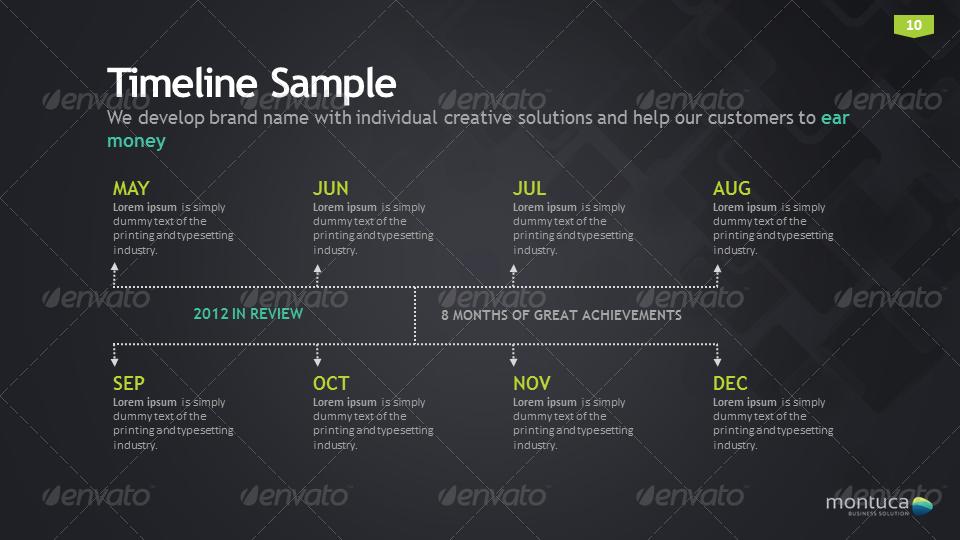 10
Timeline Sample
We develop brand name with individual creative solutions and help our customers to ear
money
MAY
Lorem ipsum is simply
dummy text of the
printing and typesetting
industry.
JUN
Lorem ipsum is simply
dummy text of the
printing and typesetting
industry.
JUL
Lorem ipsum is simply
dummy text of the
printing and typesetting
industry.
AUG
Lorem ipsum is simply
dummy text of the
printing and typesetting
industry.
2012 IN REVIEW
8 MONTHS OF GREAT ACHIEVEMENTS
SEP
Lorem ipsum is simply
dummy text of the
printing and typesetting
industry.
OCT
Lorem ipsum is simply
dummy text of the
printing and typesetting
industry.
NOV
Lorem ipsum is simply
dummy text of the
printing and typesetting
industry.
DEC
Lorem ipsum is simply
dummy text of the
printing and typesetting
industry.
montuca
BUSINESS SOLUTION
envato envato envato envato envato
envato envato envato envato envato
envato envato envato envato envato